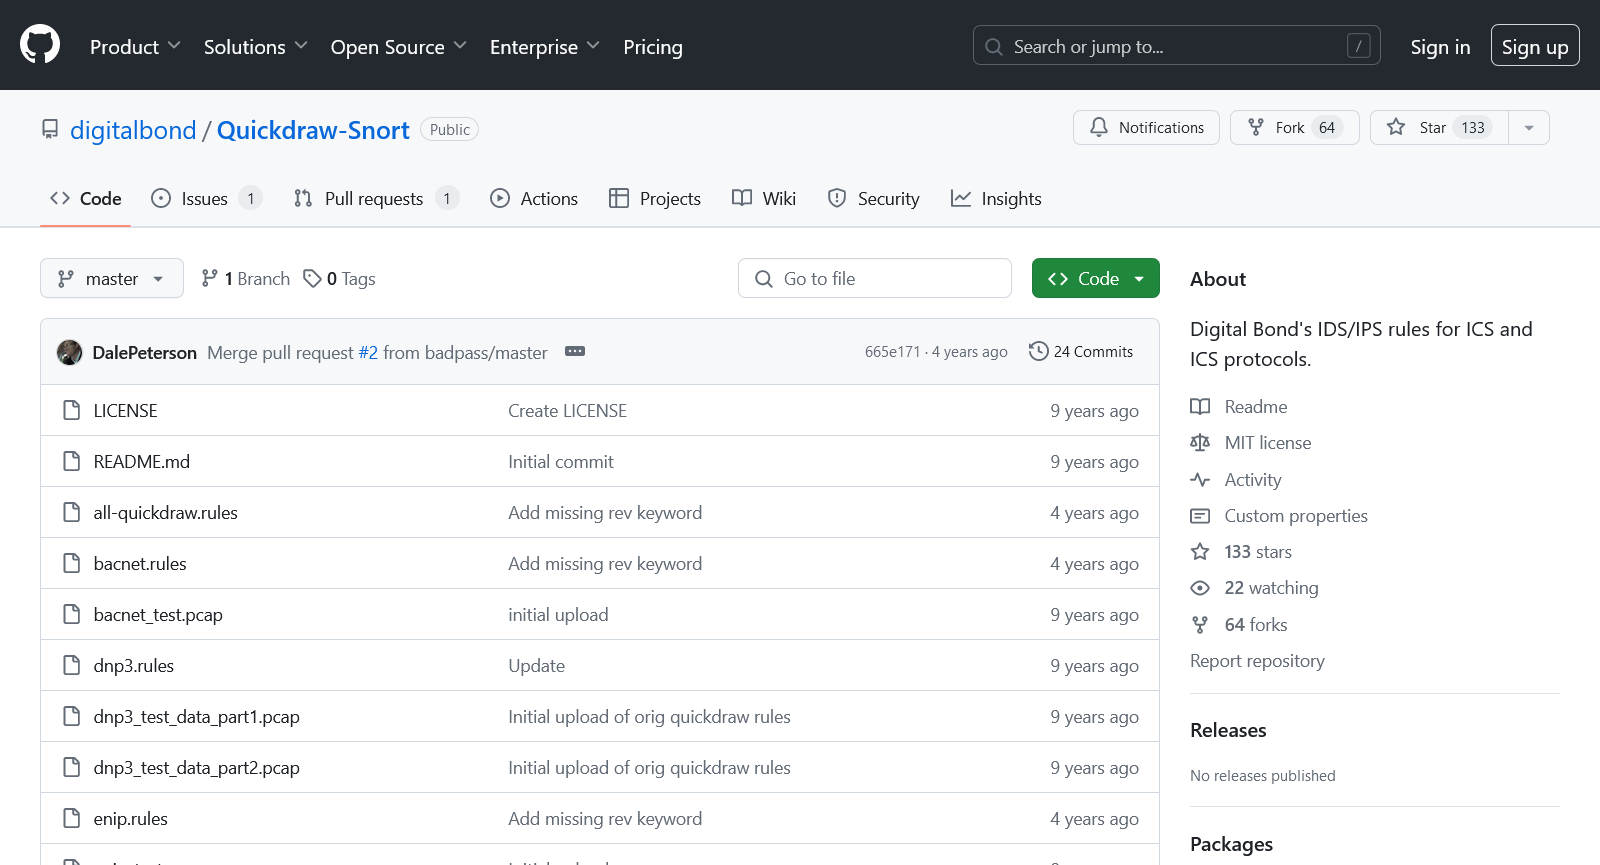 Product Solutions Open Source Enterprise Pricing Search or jump to... / Sign in Sign up
digitalbond / Quickdraw-Snort Public Notifications Fork 64 Star 133
Code Issues 1 Pull requests 1 Actions Projects Wiki Security Insights
master 1 Branch 0 Tags Go to file Code
DalePeterson Merge pull request #2 from badpass/master 665e171 · 4 years ago 24 Commits
LICENSE Create LICENSE 9 years ago
README.md Initial commit 9 years ago
all-quickdraw.rules Add missing rev keyword 4 years ago
bacnet.rules Add missing rev keyword 4 years ago
bacnet_test.pcap initial upload 9 years ago
dnp3.rules Update 9 years ago
dnp3_test_data_part1.pcap Initial upload of orig quickdraw rules 9 years ago
dnp3_test_data_part2.pcap Initial upload of orig quickdraw rules 9 years ago
enip.rules Add missing rev keyword 4 years ago
About
Digital Bond's IDS/IPS rules for ICS and
ICS protocols.
Readme
MIT license
Activity
Custom properties
133 stars
22 watching
64 forks
Report repository
Releases
No releases published
Packages